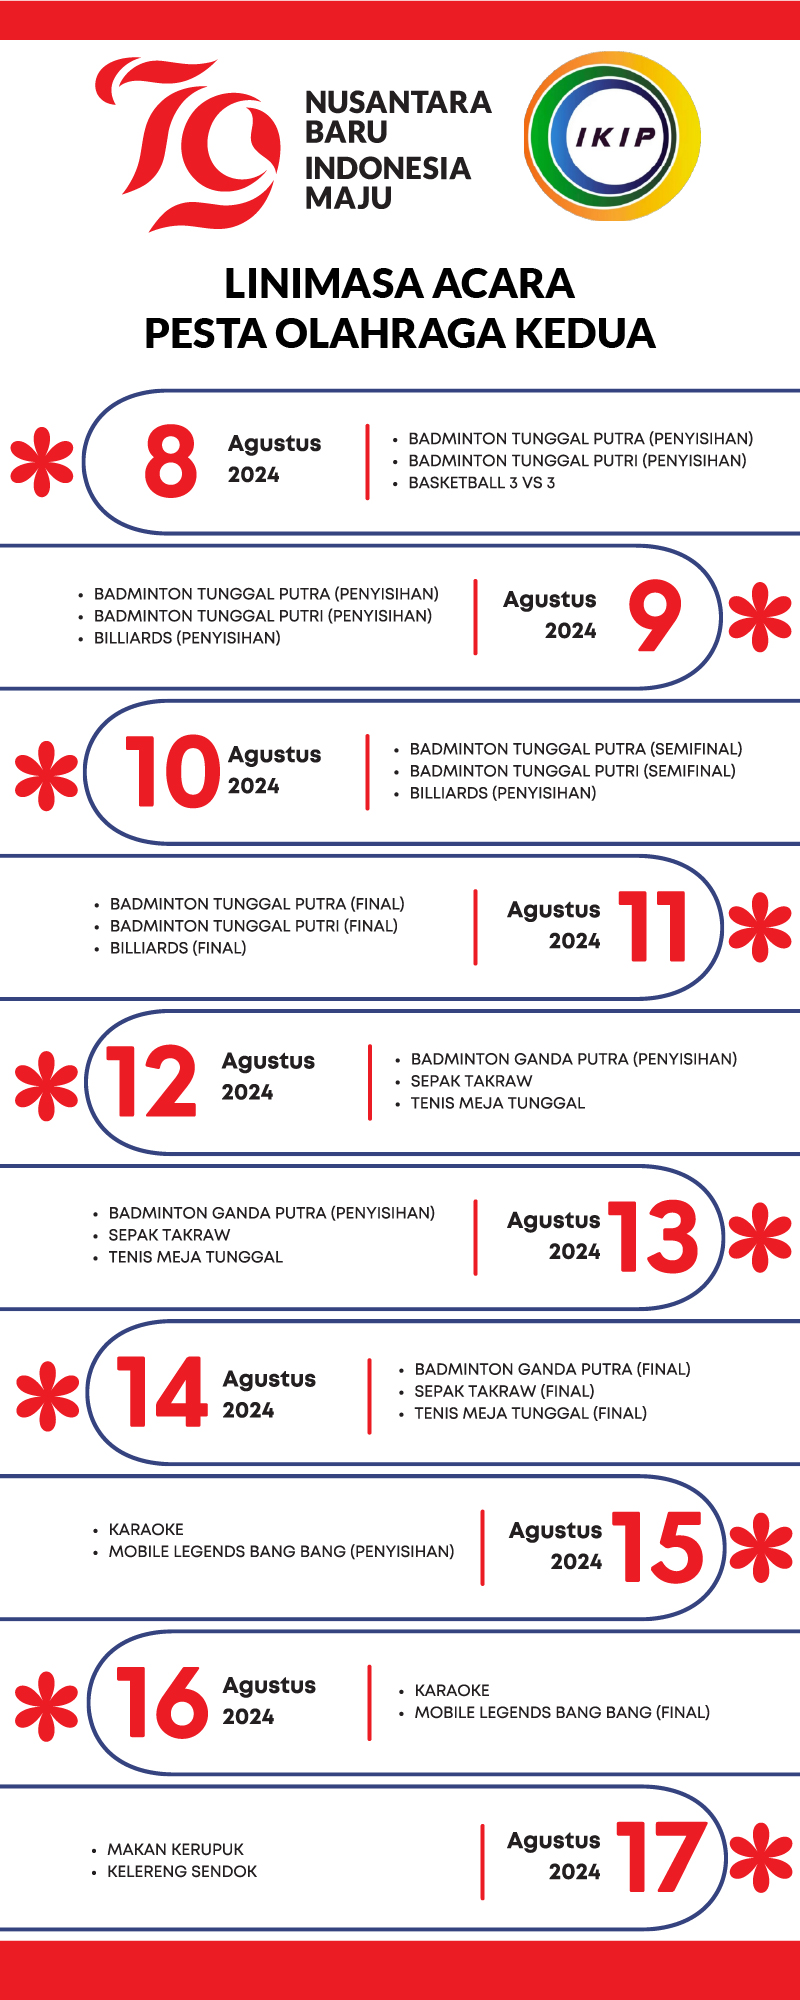 79
NUSANTARA
BARU
INDONESIA
MAJU
IKIP
LINIMASA ACARA
PESTA OLAHRAGA KEDUA
8
Agustus
2024
• BADMINTON TUNGGAL PUTRA (PENYISIHAN)
• BADMINTON TUNGGAL PUTRI (PENYISIHAN)
• BASKETBALL 3 VS 3
• BADMINTON TUNGGAL PUTRA (PENYISIHAN)
• BADMINTON TUNGGAL PUTRI (PENYISIHAN)
• BILLIARDS (PENYISIHAN)
Agustus
2024
9
10
Agustus
2024
• BADMINTON TUNGGAL PUTRA (SEMIFINAL)
• BADMINTON TUNGGAL PUTRI (SEMIFINAL)
• BILLIARDS (PENYISIHAN)
• BADMINTON TUNGGAL PUTRA (FINAL)
• BADMINTON TUNGGAL PUTRI (FINAL)
• BILLIARDS (FINAL)
Agustus
2024
11
12
Agustus
2024
• BADMINTON GANDA PUTRA (PENYISIHAN)
• SEPAK TAKRAW
• TENIS MEJA TUNGGAL
• BADMINTON GANDA PUTRA (PENYISIHAN)
• SEPAK TAKRAW
• TENIS MEJA TUNGGAL
Agustus
2024
13
14
Agustus
2024
• BADMINTON GANDA PUTRA (FINAL)
• SEPAK TAKRAW (FINAL)
• TENIS MEJA TUNGGAL (FINAL)
• KARAOKE
• MOBILE LEGENDS BANG BANG (PENYISIHAN)
Agustus
2024
15
16
Agustus
2024
• KARAOKE
• MOBILE LEGENDS BANG BANG (FINAL)
• MAKAN KERUPUK
• KELERENG SENDOK
Agustus
2024
17